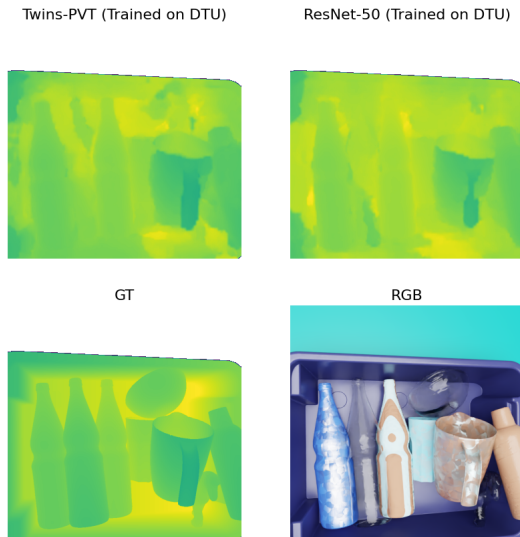 Twins-PVT (Trained on DTU)
ResNet-50 (Trained on DTU)
GT
RGB